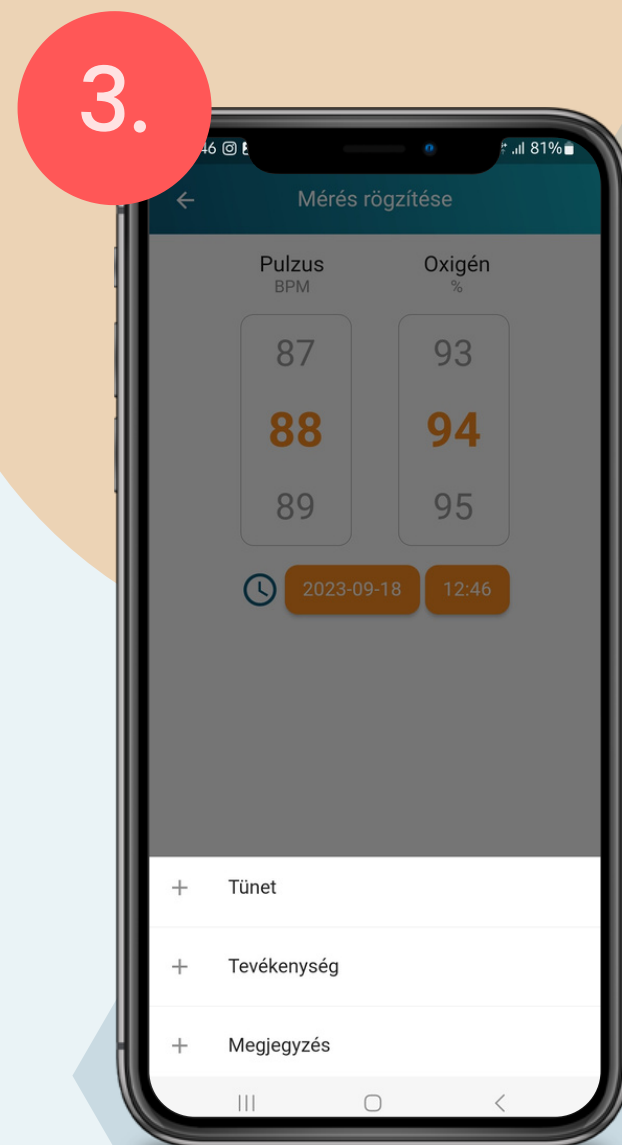 3.
81%
Mérés rögzítése
Pulzus Oxigén
BPM %
87 93
88 94
89 95
2023-09-18 12:46
+ Tünet
+ Tevékenység
+ Megjegyzés